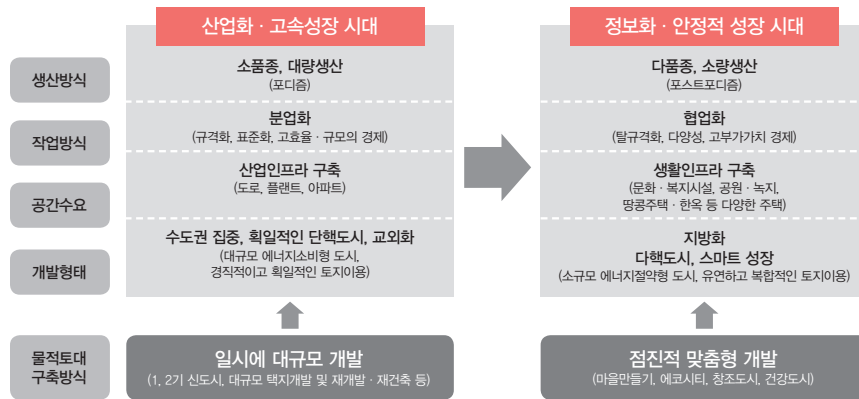 산업화 · 고속성장 시대
정보화 · 안정적 성장 시대
생산방식
소품종, 대량생산
(포디즘)
다품종, 소량생산
(포스트포디즘)
작업방식
분업화
(규격화, 표준화, 고효율 · 규모의 경제)
협업화
(탈규격화, 다양성, 고부가가치 경제)
공간수요
산업인프라 구축
(도로, 플랜트, 아파트)
생활인프라 구축
(문화 · 복지시설, 공원 · 녹지,
땅콩주택 · 한옥 등 다양한 주택)
개발형태
수도권 집중, 획일적인 단핵도시, 교외화
(대규모 에너지소비형 도시,
경직적이고 획일적인 토지이용)
지방화
다핵도시, 스마트 성장
(소규모 에너지절약형 도시, 유연하고 복합적인 토지이용)
물적토대
구축방식
일시에 대규모 개발
(1, 2기 신도시, 대규모 택지개발 및 재개발 · 재건축 등)
점진적 맞춤형 개발
(마을만들기, 에코시티, 창조도시, 건강도시)